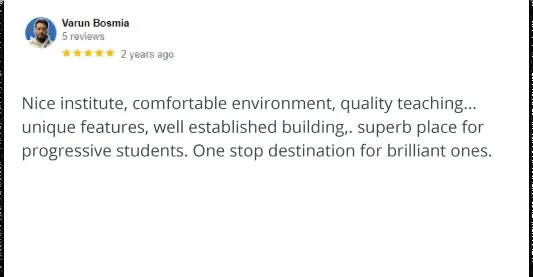 Varun Bosmia
5 reviews
2 years ago
Nice institute, comfortable environment, quality teaching...
unique features, well established building,. superb place for
progressive students. One stop destination for brilliant ones.